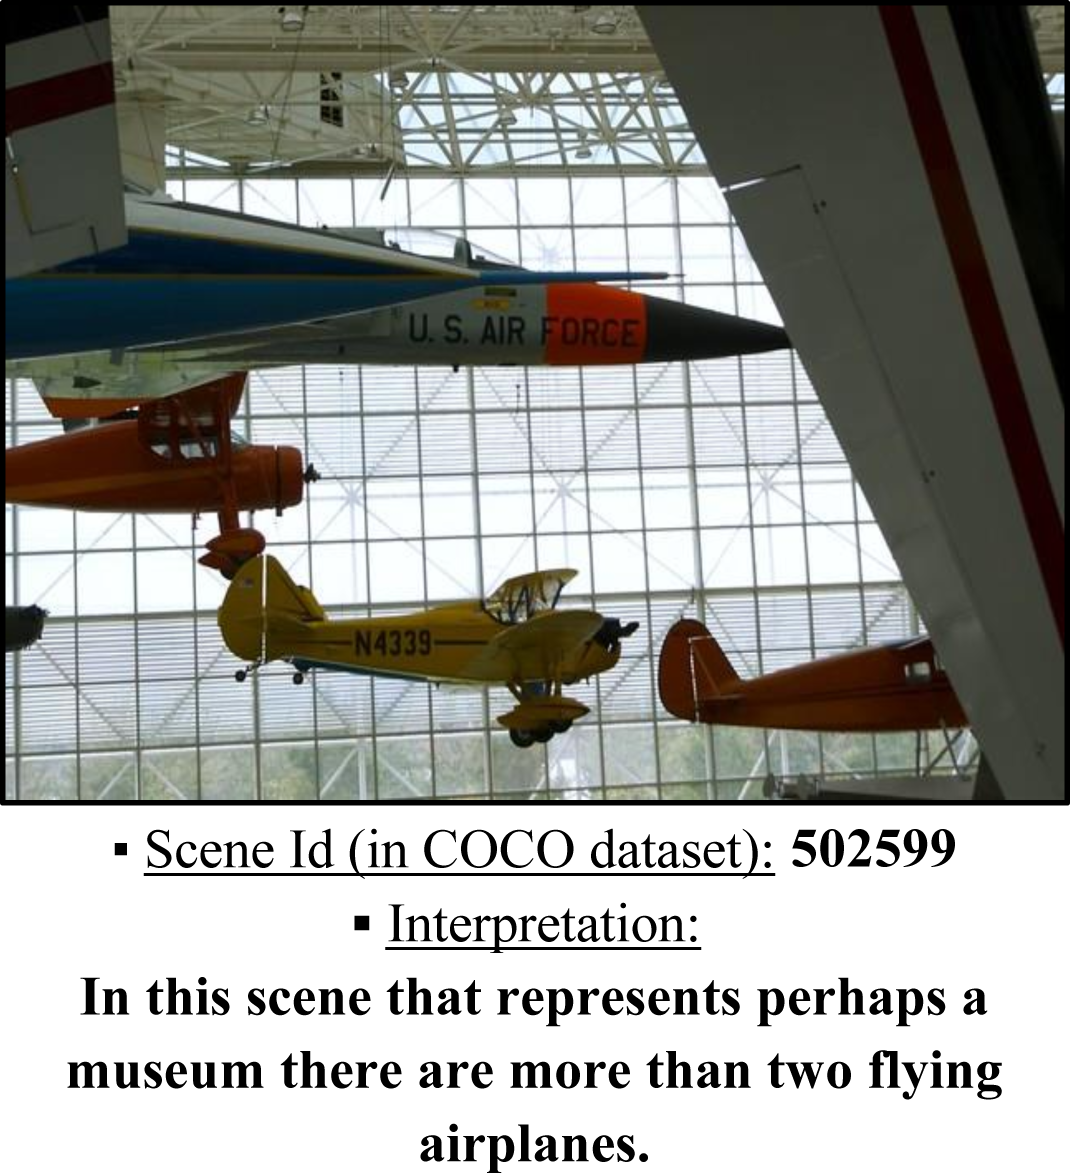 U. S. AIR FORCE
N4339
▪ Scene Id (in COCO dataset): 502599
▪ Interpretation:
In this scene that represents perhaps a
museum there are more than two flying
airplanes.